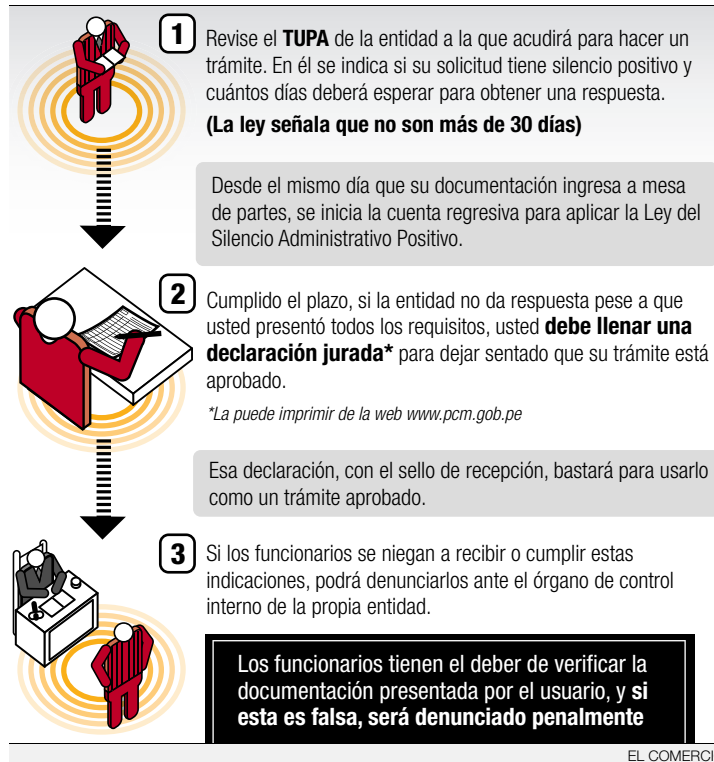 1
Revise el TUPA de la entidad a la que acudirá para hacer un
trámite. En él se indica si su solicitud tiene silencio positivo y
cuántos días deberá esperar para obtener una respuesta.
(La ley señala que no son más de 30 días)
Desde el mismo día que su documentación ingresa a mesa
de partes, se inicia la cuenta regresiva para aplicar la Ley del
Silencio Administrativo Positivo.
2
Cumplido el plazo, si la entidad no da respuesta pese a que
usted presentó todos los requisitos, usted debe llenar una
declaración jurada* para dejar sentado que su trámite está
aprobado.
*La puede imprimir de la web www.pcm.gob.pe
Esa declaración, con el sello de recepción, bastará para usarlo
como un trámite aprobado.
3
Si los funcionarios se niegan a recibir o cumplir estas
indicaciones, podrá denunciarlos ante el órgano de control
interno de la propia entidad.
Los funcionarios tienen el deber de verificar la
documentación presentada por el usuario, y si
esta es falsa, será denunciado penalmente
EL COMERCI